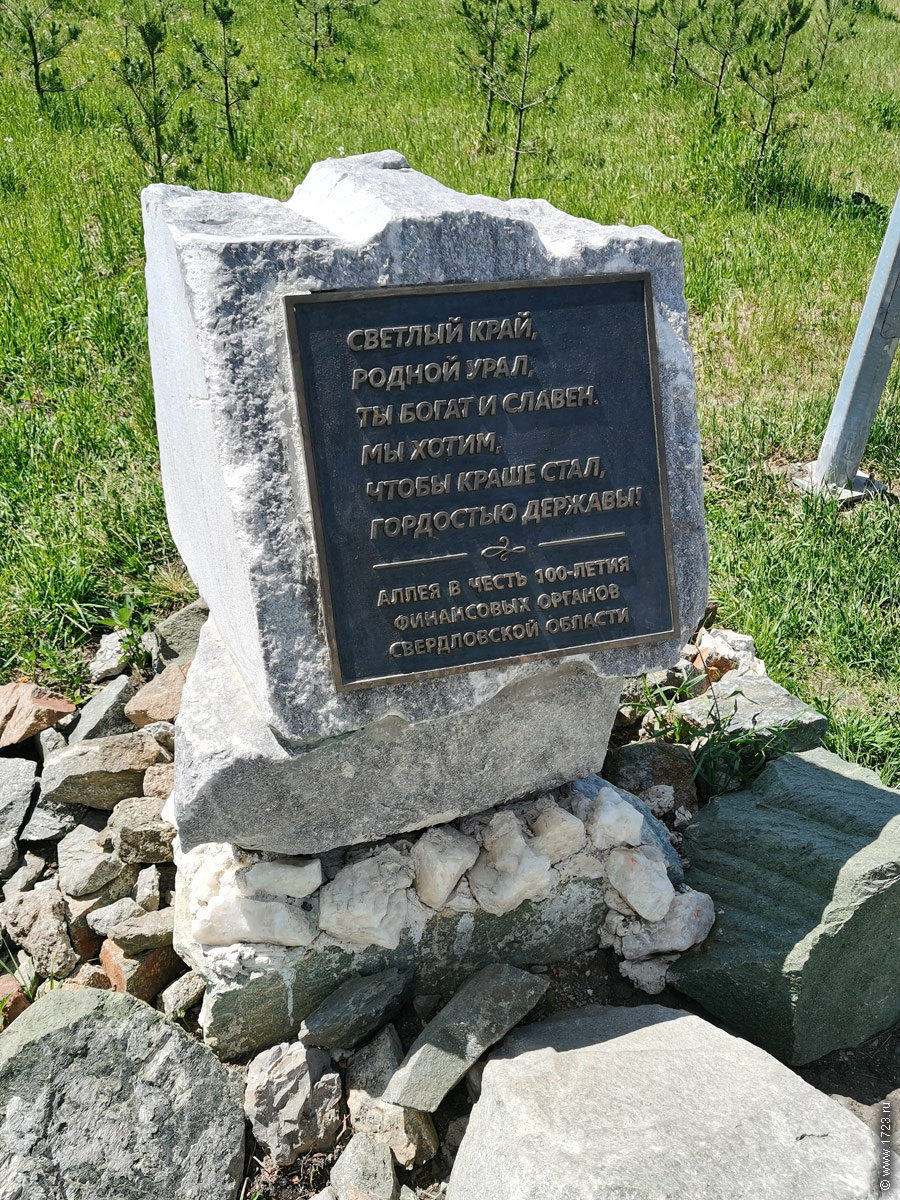 СВЕТЛЫЙ КРАЙ,
РОДНОЙ УРАЛ,
ТЫ БОГАТ И СЛАВЕН.
МЫ ХОТИМ,
ЧТОБЫ КРАШЕ СТАЛ,
ГОРДОСТЬЮ ДЕРЖАВЫ!
АЛЛЕЯ В ЧЕСТЬ 100-ЛЕТИЯ
ФИНАНСОВЫХ ОРГАНОВ
СВЕРДЛОВСКОЙ ОБЛАСТИ
© www.1723.ru